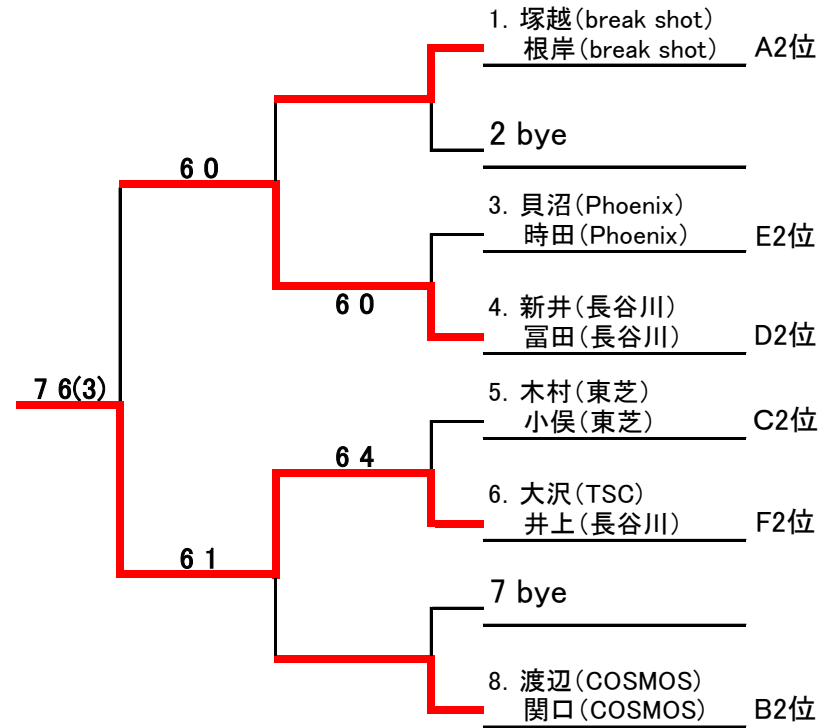 1. 塚越(break shot)
根岸(break shot)
A2位
2 bye
6 0
3. 貝沼(Phoenix)
時田(Phoenix)
E2位
6 0
4. 新井(長谷川)
冨田(長谷川)
D2位
7 6(3)
5. 木村(東芝)
小俣(東芝)
C2位
6 4
6. 大沢(TSC)
井上(長谷川)
F2位
6 1
7 bye
8. 渡辺(COSMOS)
関口(COSMOS)
B2位